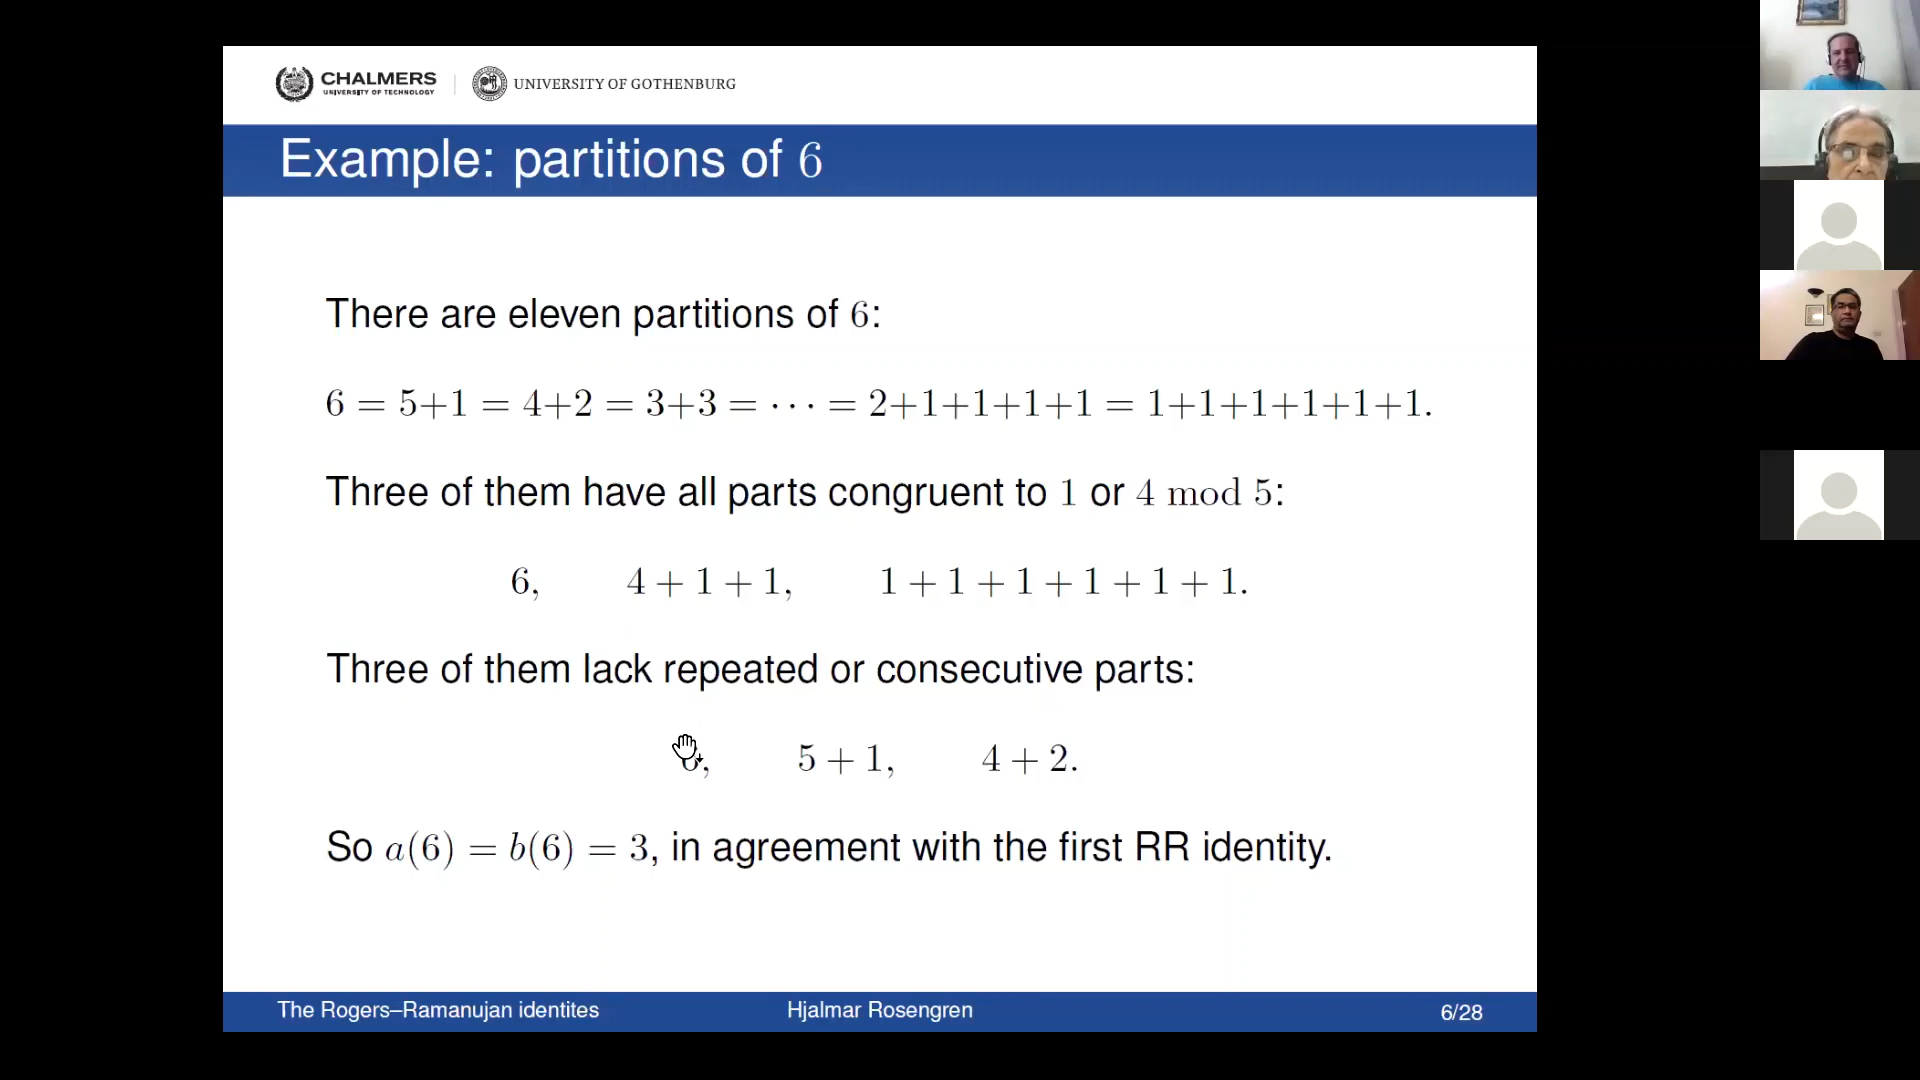 CHALMERS
UNIVERSITY OF TECHNOLOGY
UNIVERSITY OF GOTHENBURG
Example: partitions of 6
There are eleven partitions of 6:
6 = 5+1 = 4+2 = 3+3 = ··· = 2+1+1+1+1 = 1+1+1+1+1+1.
Three of them have all parts congruent to 1 or 4 mod 5:
6, 4 + 1 + 1, 1 + 1 + 1 + 1 + 1 + 1.
Three of them lack repeated or consecutive parts:
5 + 1, 4 + 2.
So a(6) = b(6) = 3, in agreement with the first RR identity.
The Rogers–Ramanujan identites
Hjalmar Rosengren
6/28